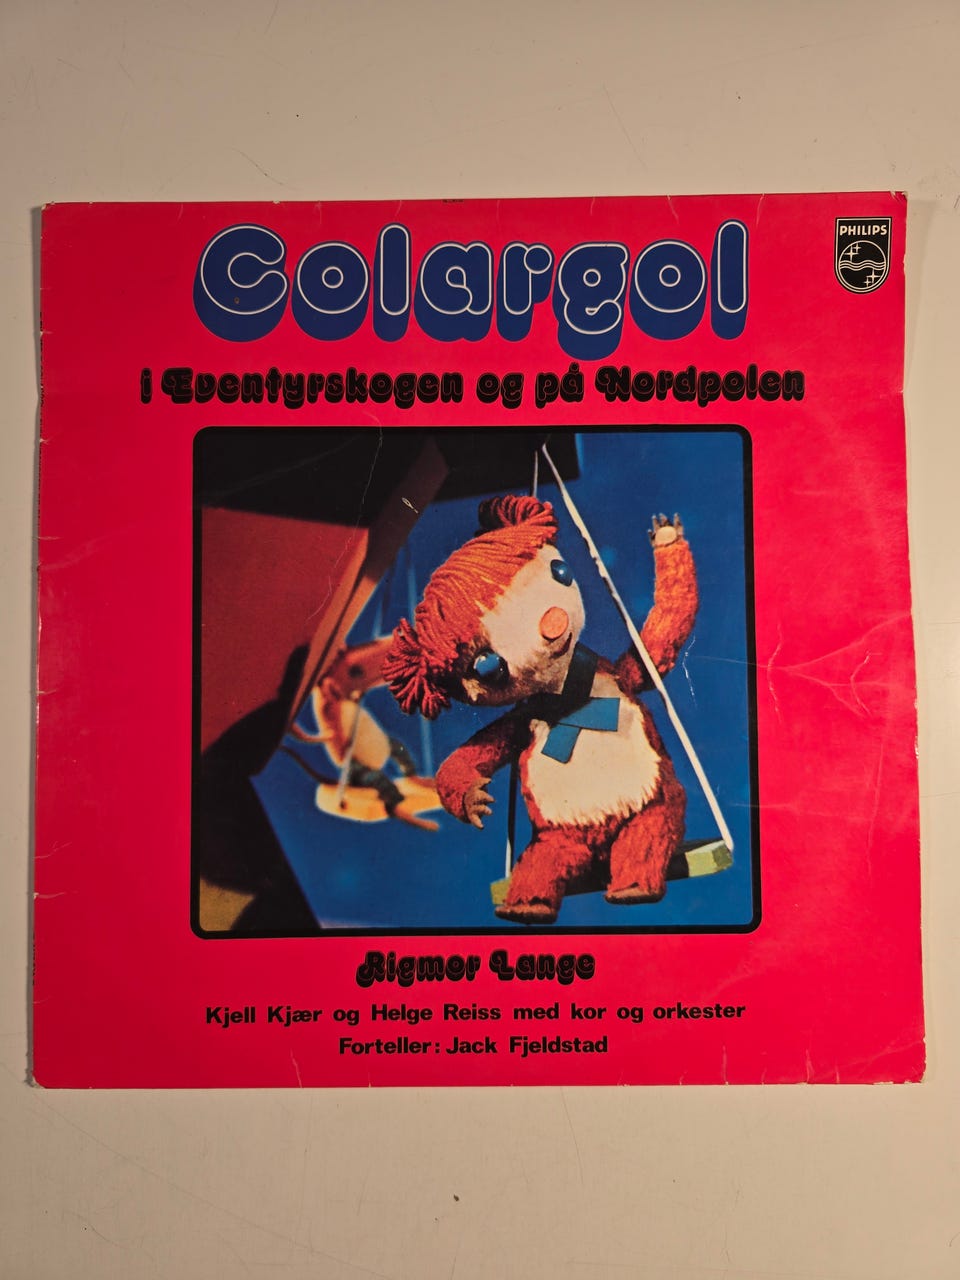 Colargol
PHILIPS
i Eventyrskogen og på Nordpolen
Rigmor Lange
Kjell Kjær og Helge Reiss med kor og orkester
Forteller: Jack Fjeldstad